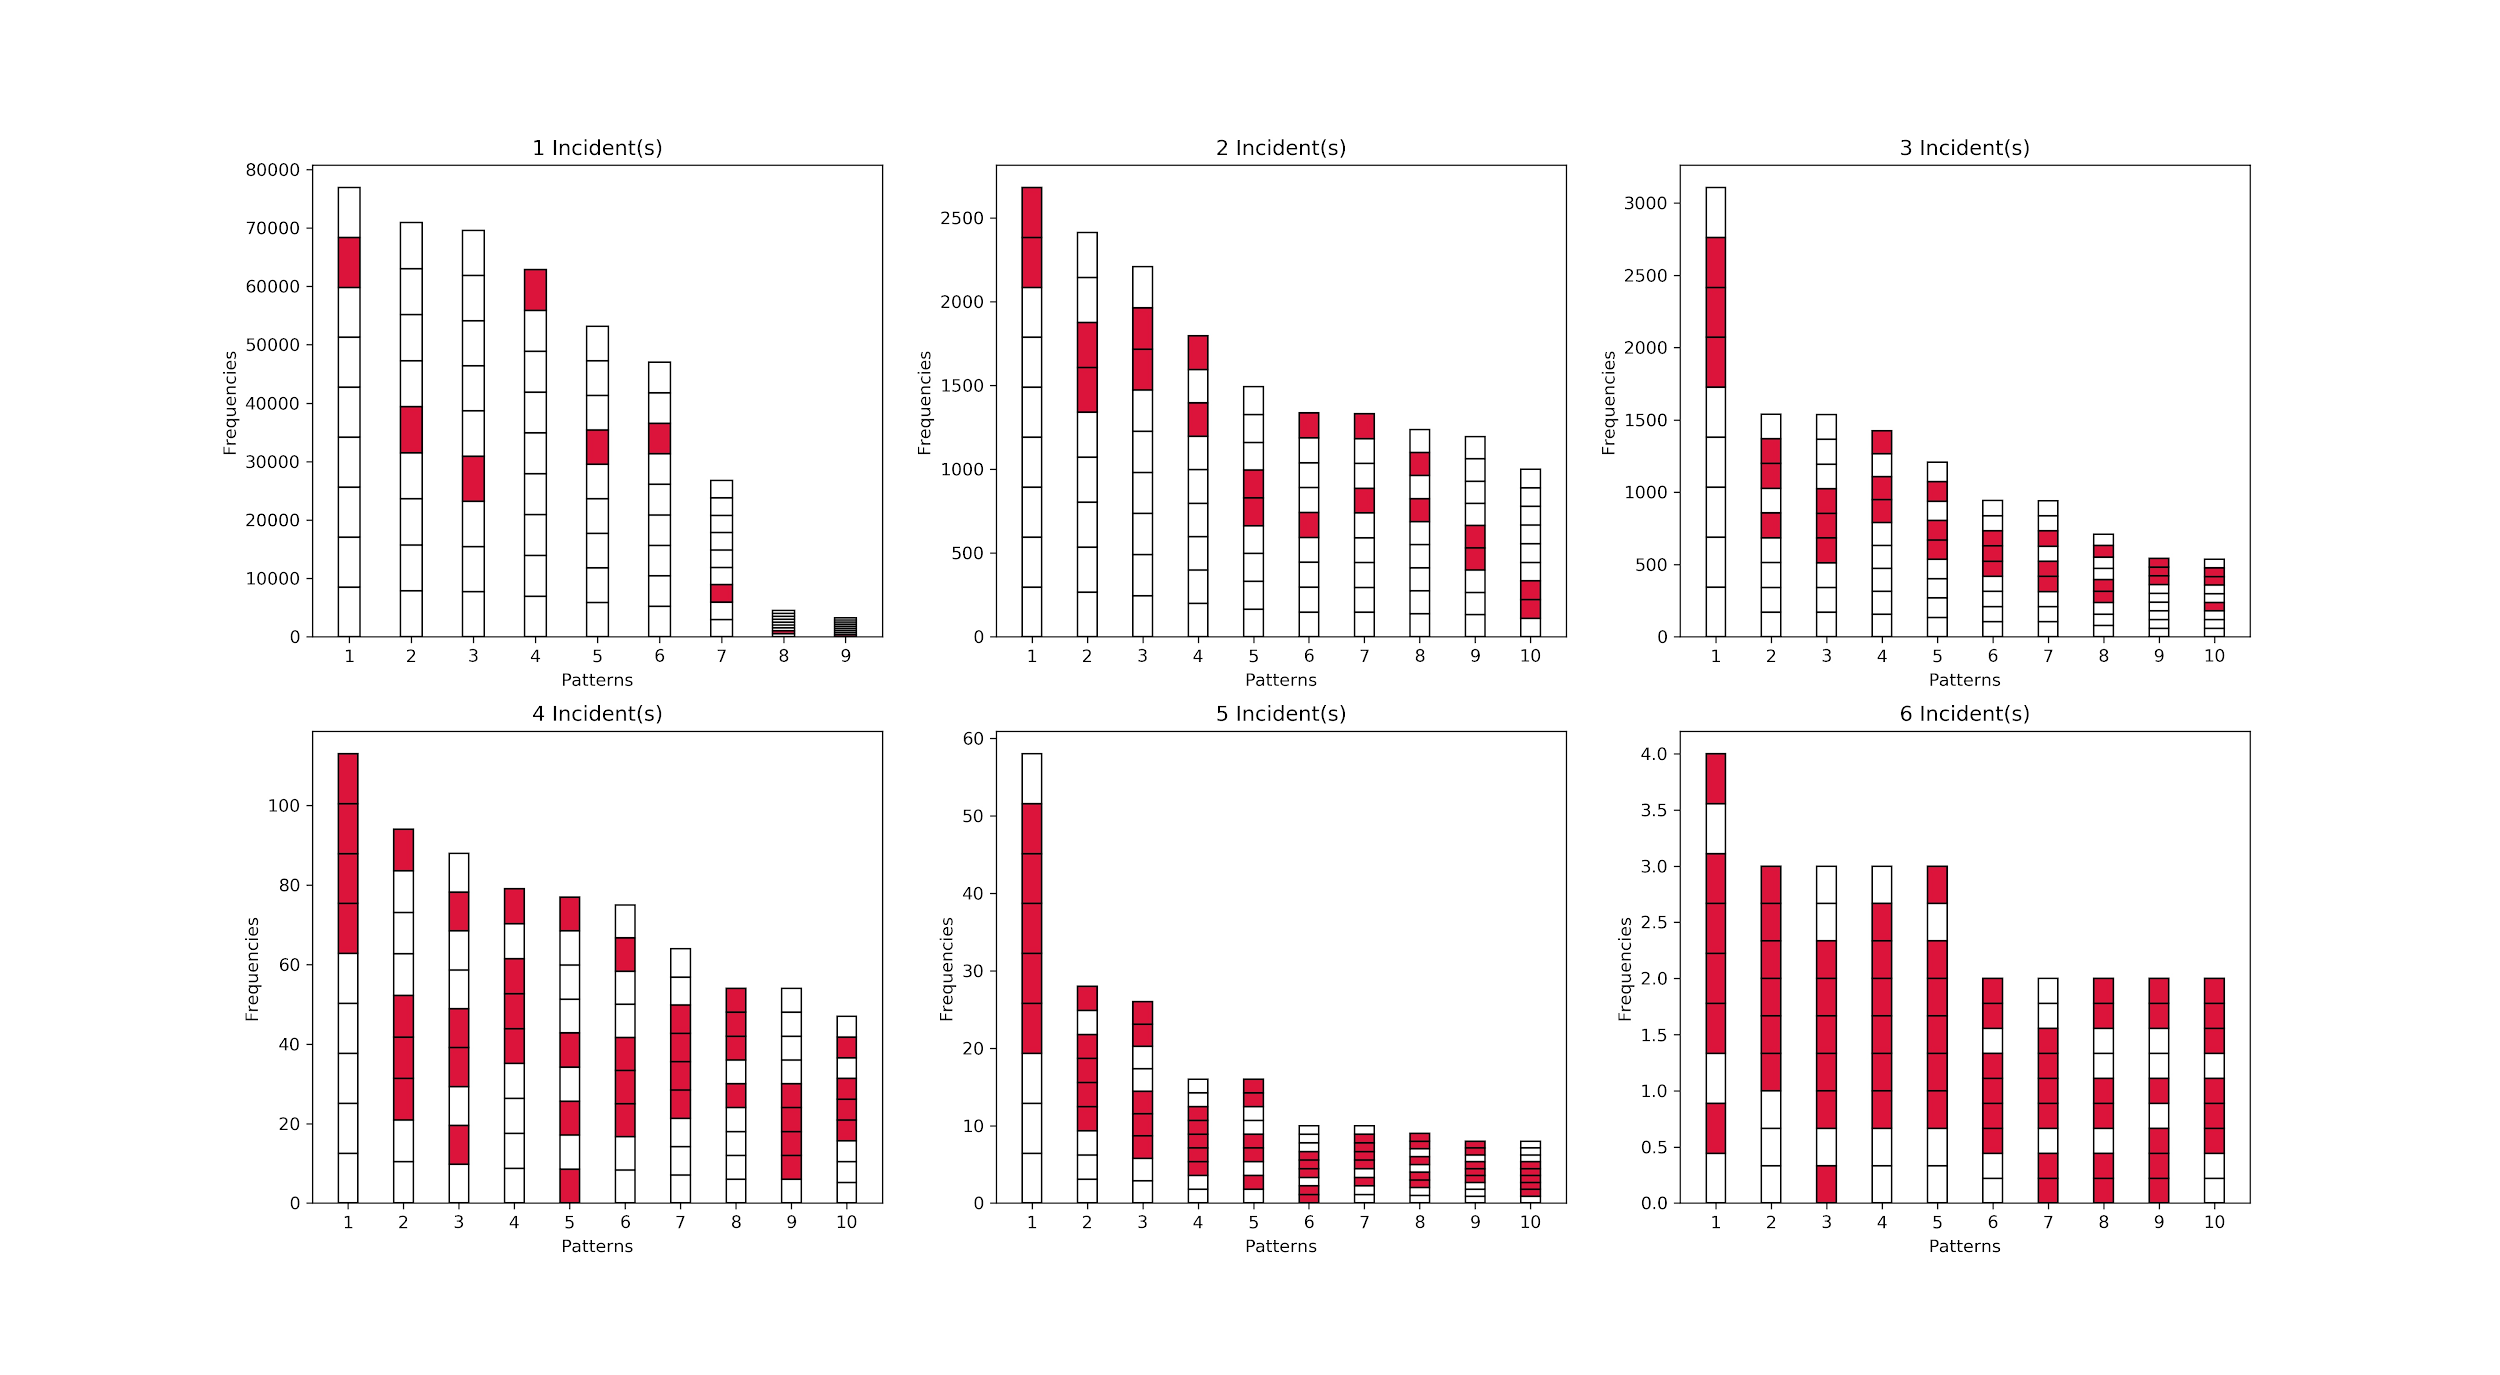 1 Incident(s)
80000
70000
60000
50000
40000
30000
20000
10000
0
Frequencies
1 2 3 4 5 6 7 8 9
Patterns
2 Incident(s)
2500
2000
1500
1000
500
0
Frequencies
1 2 3 4 5 6 7 8 9 10
Patterns
3 Incident(s)
3000
2500
2000
1500
1000
500
0
Frequencies
1 2 3 4 5 6 7 8 9 10
Patterns
4 Incident(s)
100
80
60
40
20
0
Frequencies
1 2 3 4 5 6 7 8 9 10
Patterns
5 Incident(s)
60
50
40
30
20
10
0
Frequencies
1 2 3 4 5 6 7 8 9 10
Patterns
6 Incident(s)
4.0
3.5
3.0
2.5
2.0
1.5
1.0
0.5
0.0
Frequencies
1 2 3 4 5 6 7 8 9 10
Patterns